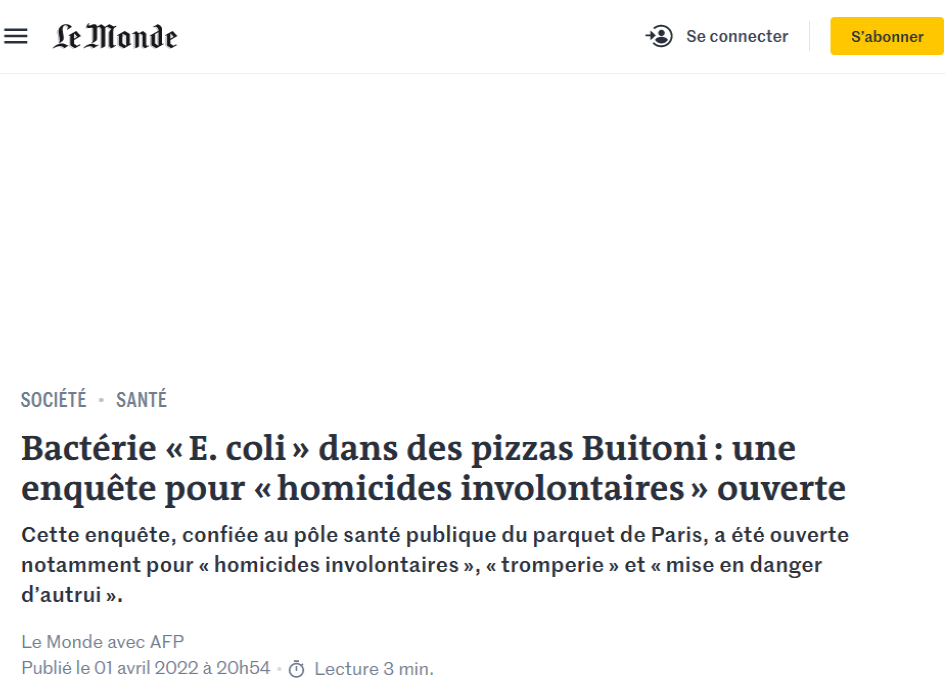 Le Monde
Se connecter
S'abonner
SOCIÉTÉ • SANTÉ
Bactérie « E. coli » dans des pizzas Buitoni : une
enquête pour « homicides involontaires » ouverte
Cette enquête, confiée au pôle santé publique du parquet de Paris, a été ouverte
notamment pour « homicides involontaires », « tromperie » et « mise en danger
d’autrui ».
Le Monde avec AFP
Publié le 01 avril 2022 à 20h54 • Lecture 3 min.